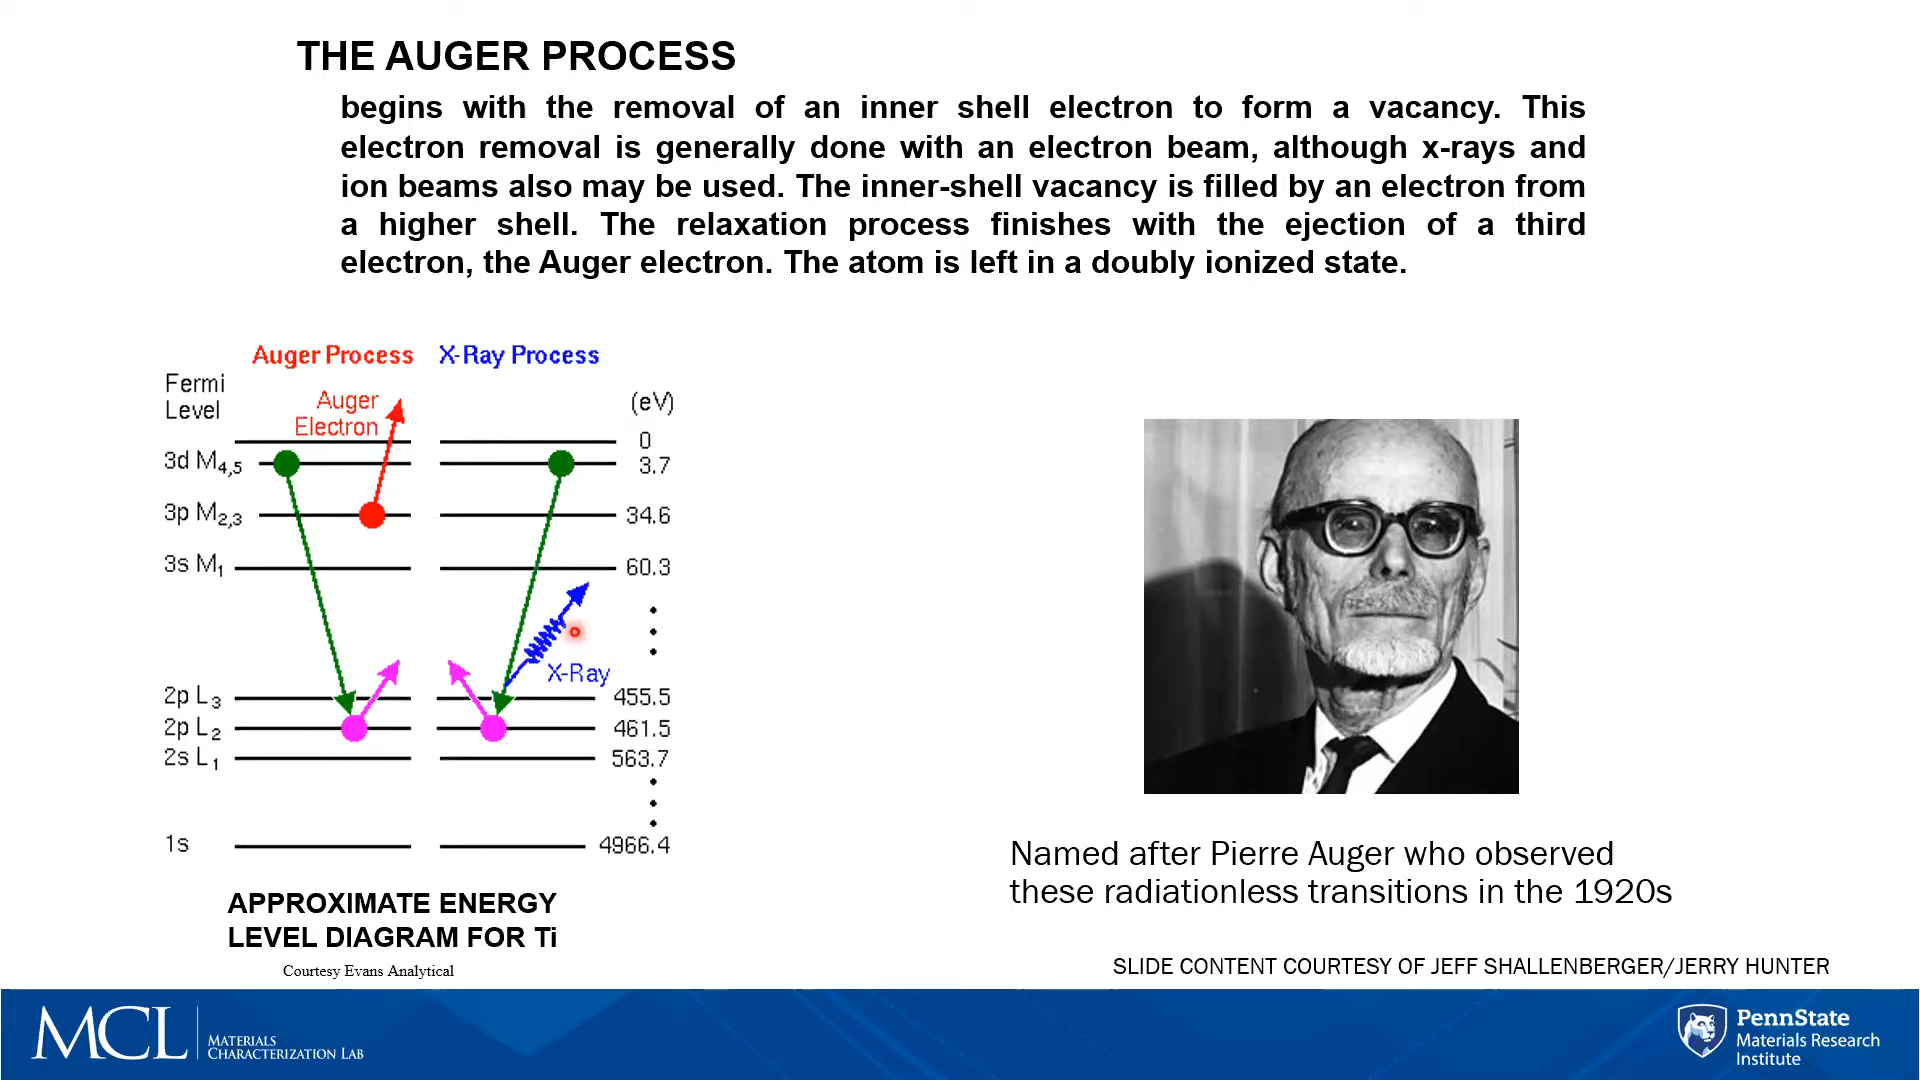 THE AUGER PROCESS
begins with the removal of an inner shell electron to form a vacancy. This
electron removal is generally done with an electron beam, although x-rays and
ion beams also may be used. The inner-shell vacancy is filled by an electron from
a higher shell. The relaxation process finishes with the ejection of a third
electron, the Auger electron. The atom is left in a doubly ionized state.
Auger Process X-Ray Process
Fermi
Level
Auger
Electron
(eV)
0
3d M4,5 3.7
3p M2,3 34.6
3s M1 60.3
X-Ray
2p L3 455.5
2p L2 461.5
2s L1 563.7
1s 4966.4
APPROXIMATE ENERGY
LEVEL DIAGRAM FOR Ti
Courtesy Evans Analytical
Named after Pierre Auger who observed
these radiationless transitions in the 1920s
SLIDE CONTENT COURTESY OF JEFF SHALLENBERGER/JERRY HUNTER
MCL
MATERIALS
CHARACTERIZATION LAB
PennState
Materials Research
Institute